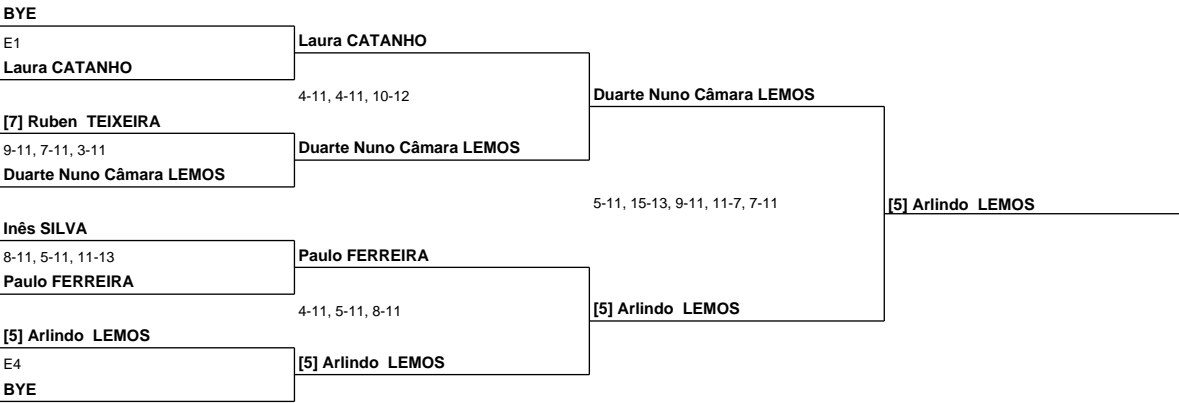 BYE
E1
Laura CATANHO
Laura CATANHO
4-11, 4-11, 10-12
Duarte Nuno Câmara LEMOS
[7] Ruben TEIXEIRA
9-11, 7-11, 3-11
Duarte Nuno Câmara LEMOS
Duarte Nuno Câmara LEMOS
5-11, 15-13, 9-11, 11-7, 7-11
[5] Arlindo LEMOS
Inês SILVA
8-11, 5-11, 11-13
Paulo FERREIRA
Paulo FERREIRA
4-11, 5-11, 8-11
[5] Arlindo LEMOS
[5] Arlindo LEMOS
E4
[5] Arlindo LEMOS
BYE